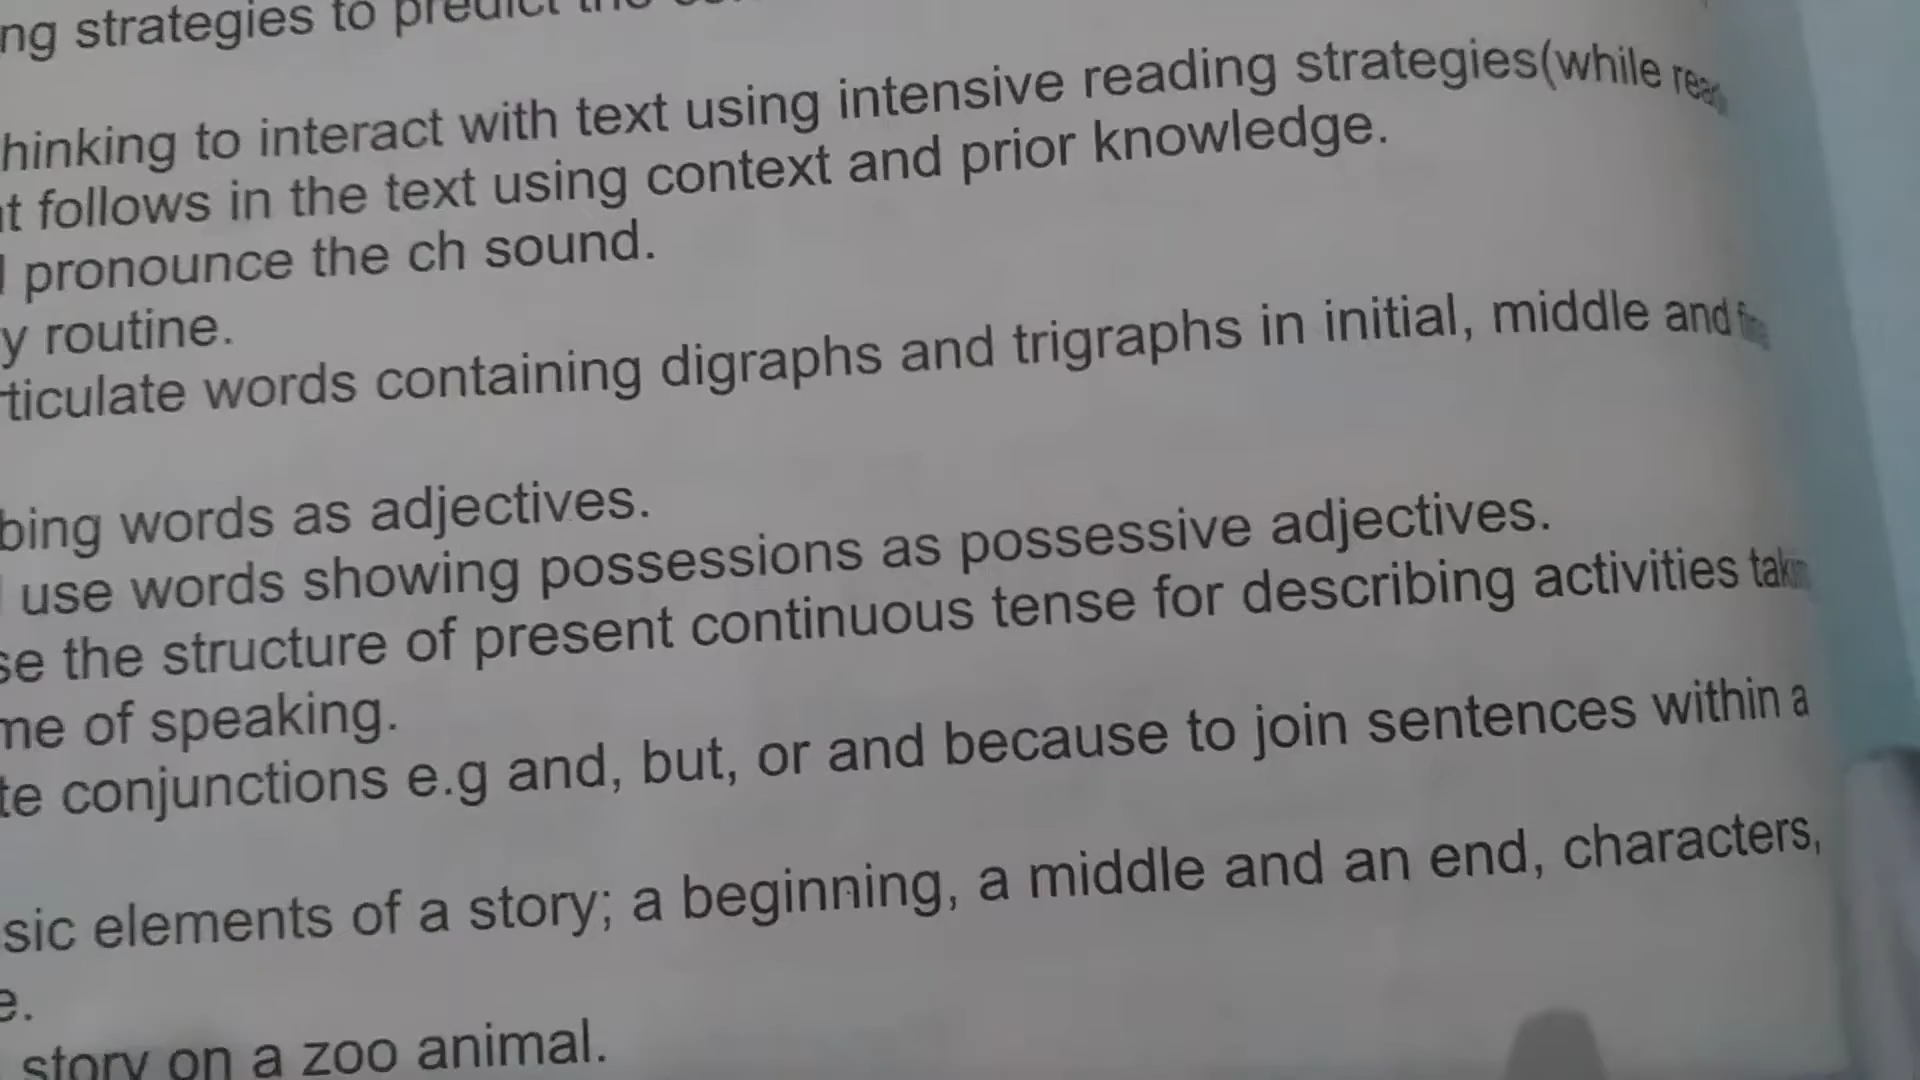 ng strategies to predict the
hinking to interact with text using intensive reading strategies(while
t follows in the text using context and prior knowledge.
pronounce the ch sound.
y routine.
ticulate words containing digraphs and trigraphs in initial, middle and
bing words as adjectives.
use words showing possessions as possessive adjectives.
se the structure of present continuous tense for describing activities
me of speaking.
te conjunctions e.g and, but, or and because to join sentences within a
sic elements of a story; a beginning, a middle and an end, characters,
e.
story on a zoo animal.